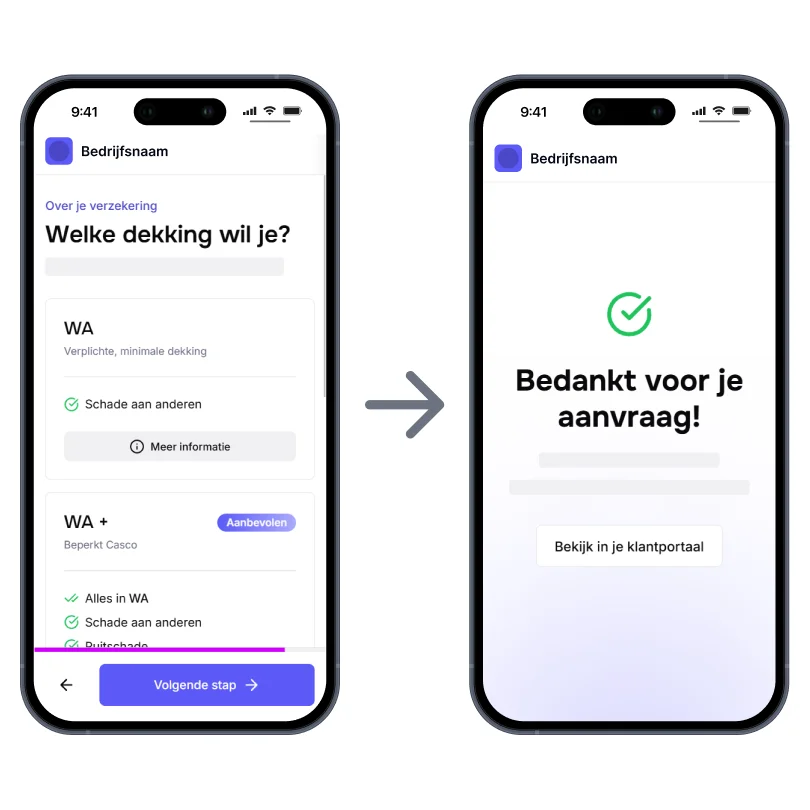 9:41
Bedrijfsnaam
Over je verzekering
Welke dekking wil je?
WA
Verplichte, minimale dekking
Schade aan anderen
Meer informatie
WA +
Aanbevolen
Beperkt Casco
Alles in WA
Schade aan anderen
Ruitschade
Volgende stap
9:41
Bedrijfsnaam
Bedankt voor je
aanvraag!
Bekijk in je klantportaal